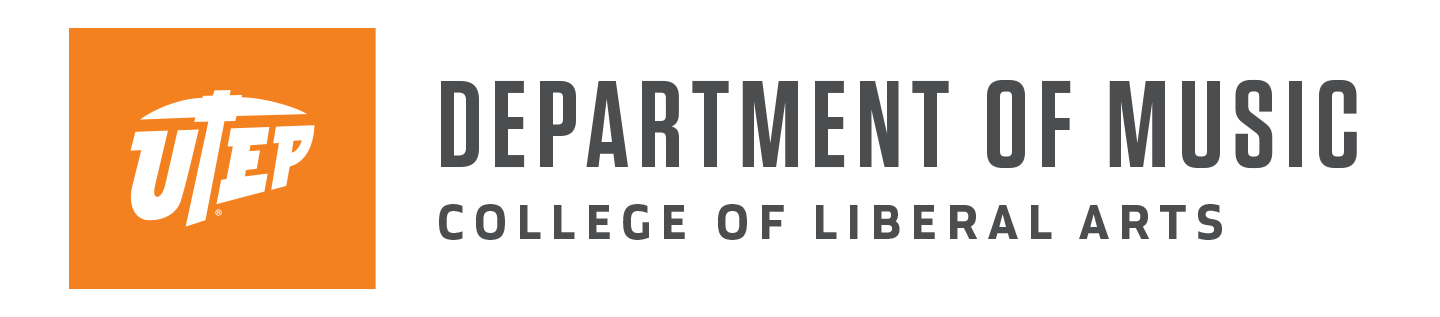 UTEP®
DEPARTMENT OF MUSIC
COLLEGE OF LIBERAL ARTS